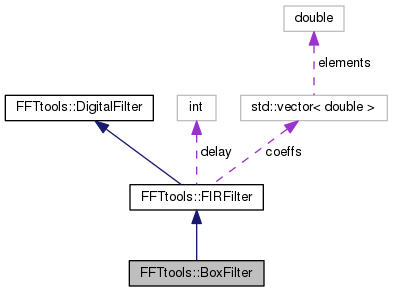 double
elements
FFTtools::DigitalFilter
int
std::vector< double >
delay
coeffs
FFTtools::FIRFilter
FFTtools::BoxFilter